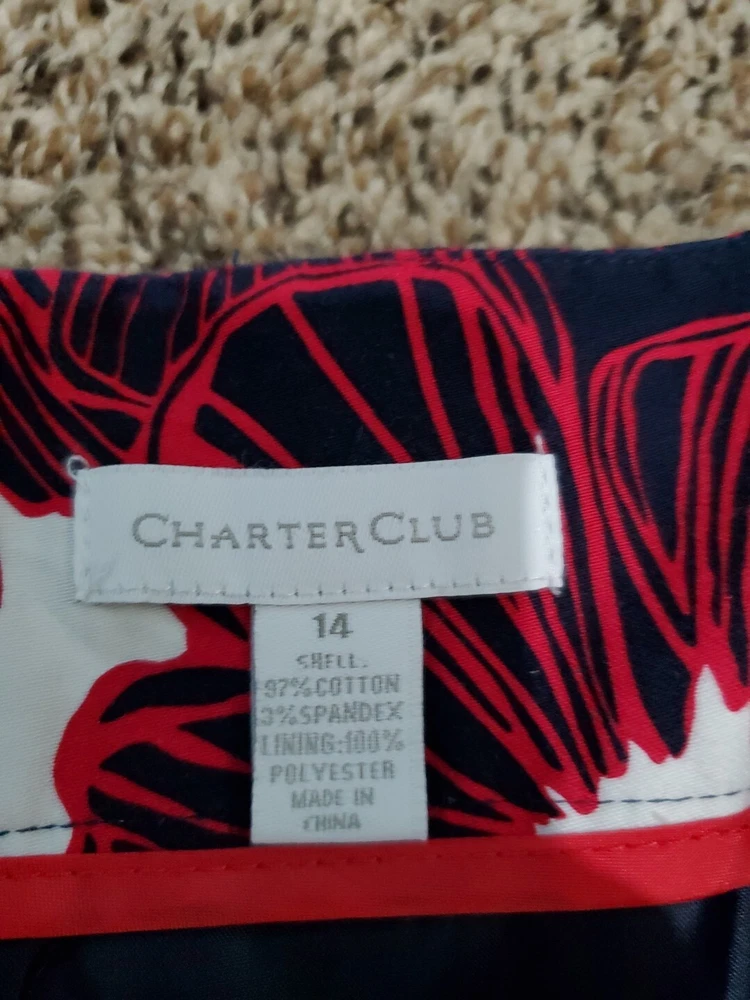 CHARTER CLUB
14
SHELL:
97%COTTON
3%SPANDEX
LINING:100%
POLYESTER
MADE IN
CHINA